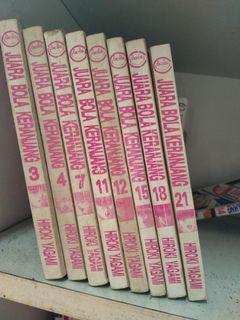 JUARA BOLA KERANJANG 3 HIROKI YAGAMI
JUARA BOLA KERANJANG 4 HIROKI YAGAMI
JUARA BOLA KERANJANG 7 HIROKI YAGAMI
JUARA BOLA KERANJANG 11 HIROKI YAGAMI
JUARA BOLA KERANJANG 12 HIROKI YAGAMI
JUARA BOLA KERANJANG 15 HIROKI YAGAMI
JUARA BOLA KERANJANG 18 HIROKI YAGAMI
JUARA BOLA KERANJANG 21 HIROKI YAGAMI